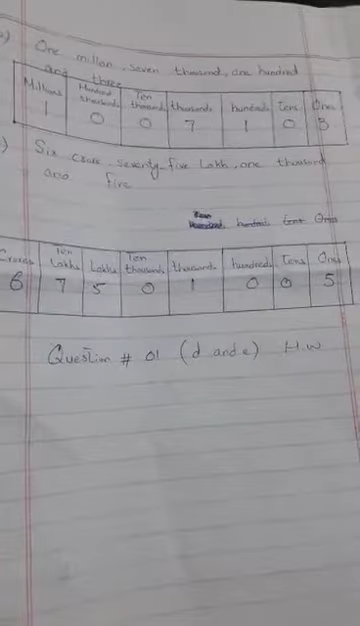 ) One million, seven thousand, one hundred
and three
Millions Hundred thousands Ten thousands thousands hundreds Tens Ones
1 0 0 7 1 0 3
) Six crore, seventy-five Lakh, one thousand
and five
hundred Ones
Crores Ten Lakhs Lakhs Ten thousands thousands hundreds Tens Ones
6 7 5 0 1 0 0 5
Question # 01 (d and e) H.W